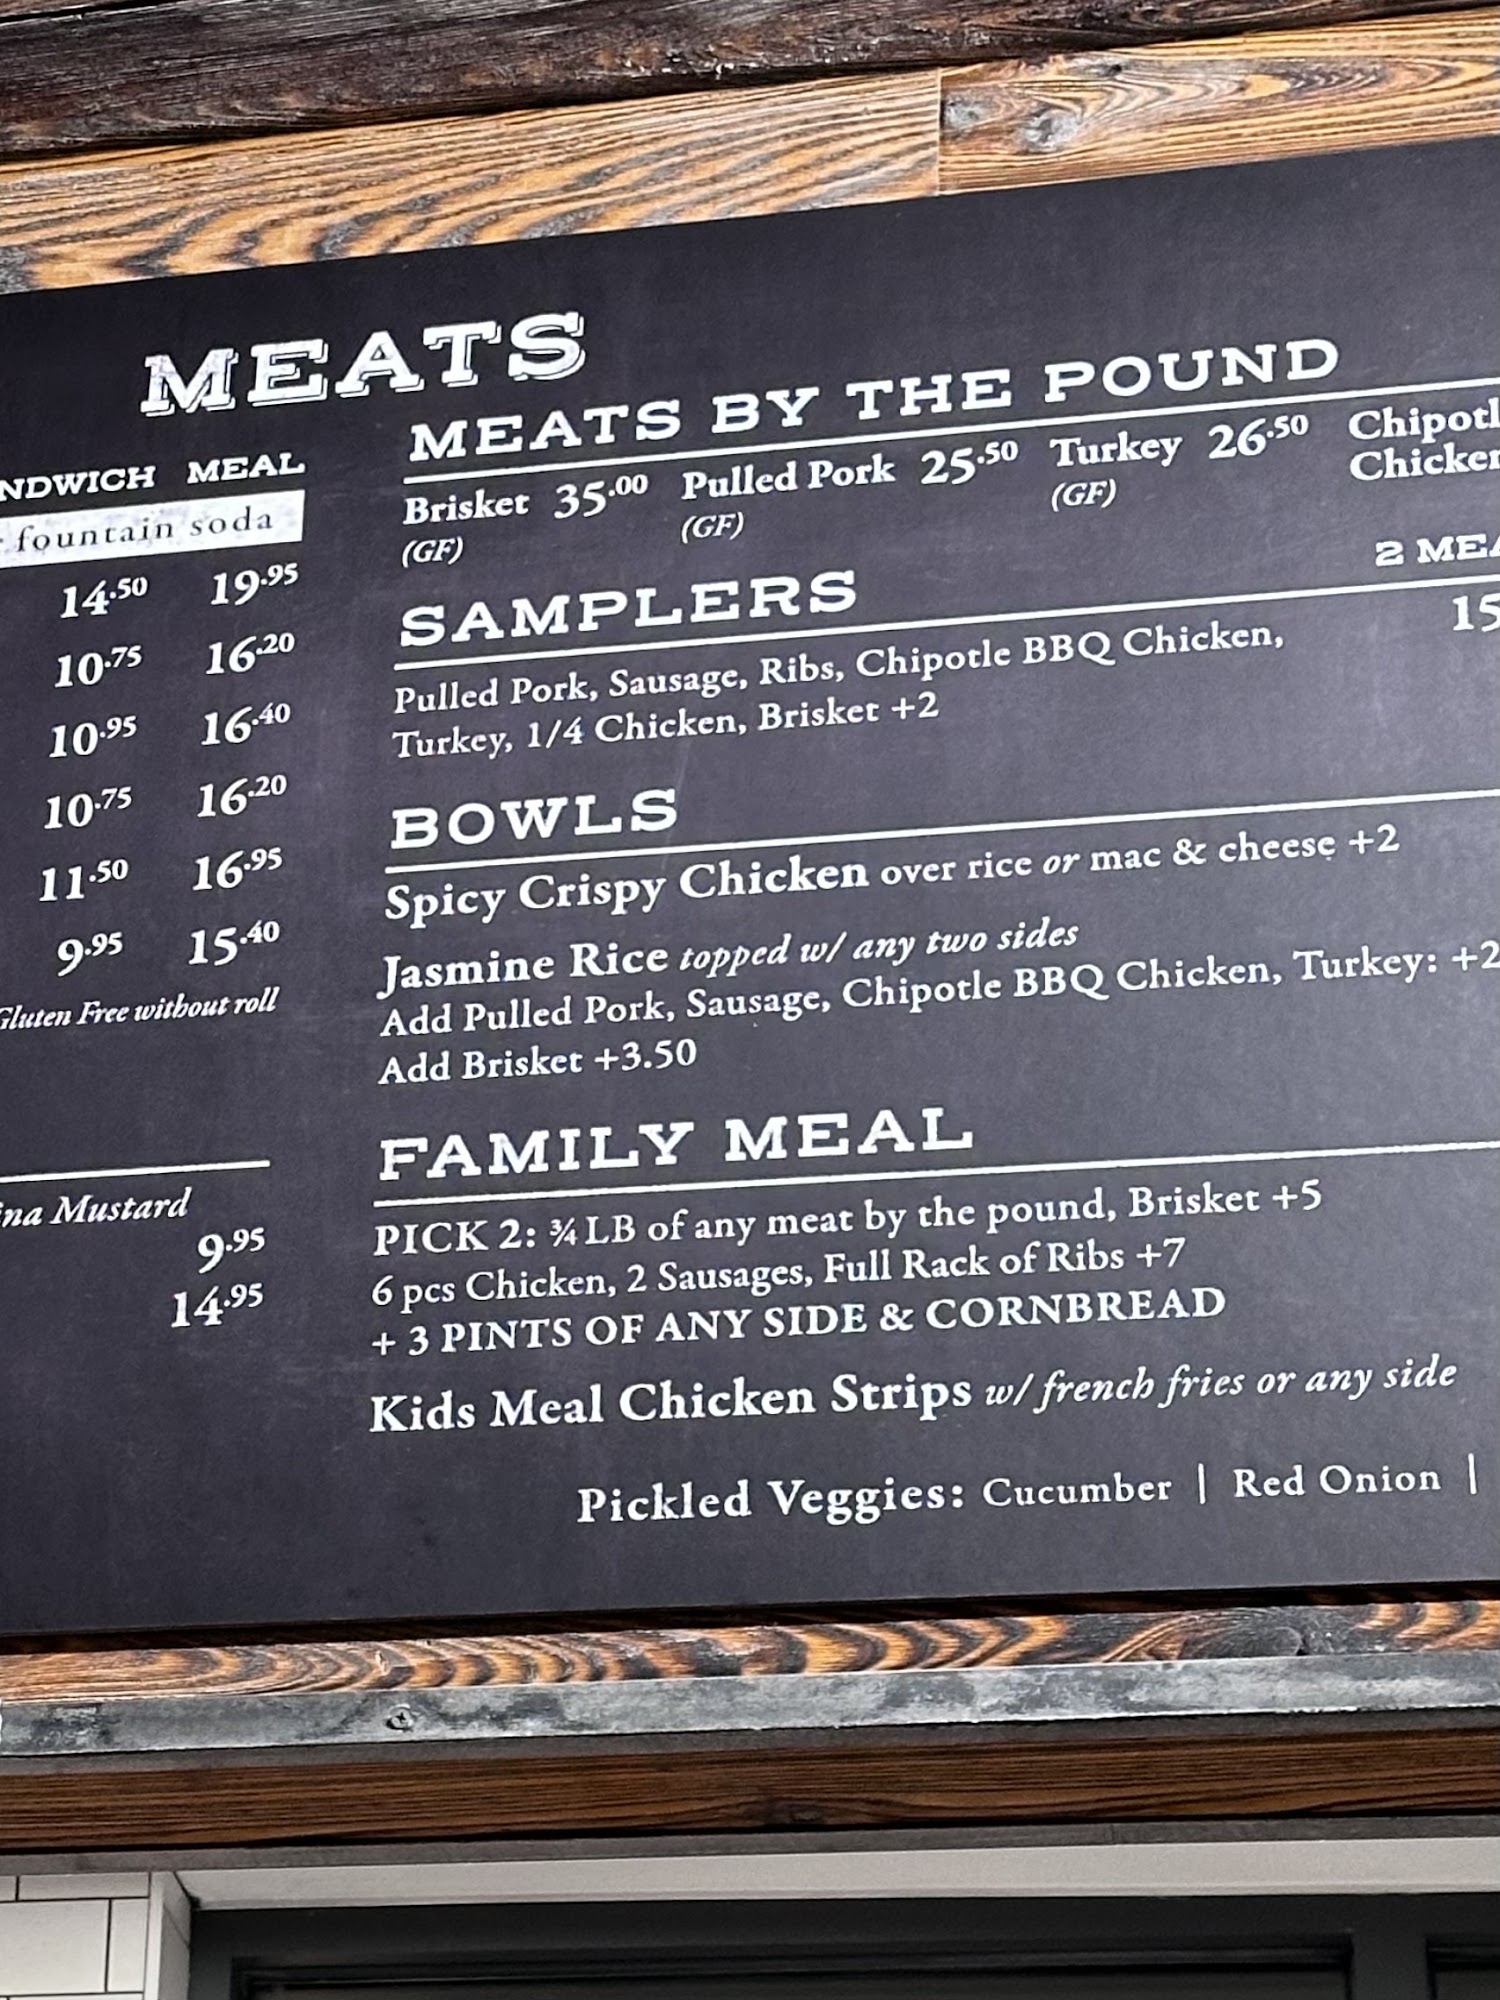 MEATS
MEAL
fountain soda
14.50 19.95
10.75 16.20
10.95 16.40
10.75 16.20
11.50 16.95
9.95 15.40
Gluten Free without roll
Mustard
9.95
14.95
MEATS BY THE POUND
Brisket 35.00 Pulled Pork 25.50 Turkey 26.50
(GF) (GF) (GF)
SAMPLERS
2
Pulled Pork, Sausage, Ribs, Chipotle BBQ Chicken,
Turkey, 1/4 Chicken, Brisket +2
BOWLS
Spicy Crispy Chicken over rice or mac & cheese +2
Jasmine Rice topped w/ any two sides
Add Pulled Pork, Sausage, Chipotle BBQ Chicken, Turkey: +2
Add Brisket +3.50
FAMILY MEAL
PICK 2: ¾ LB of any meat by the pound, Brisket +5
6 pcs Chicken, 2 Sausages, Full Rack of Ribs +7
+ 3 PINTS OF ANY SIDE & CORNBREAD
Kids Meal Chicken Strips w/ french fries or any side
Pickled Veggies: Cucumber | Red Onion |